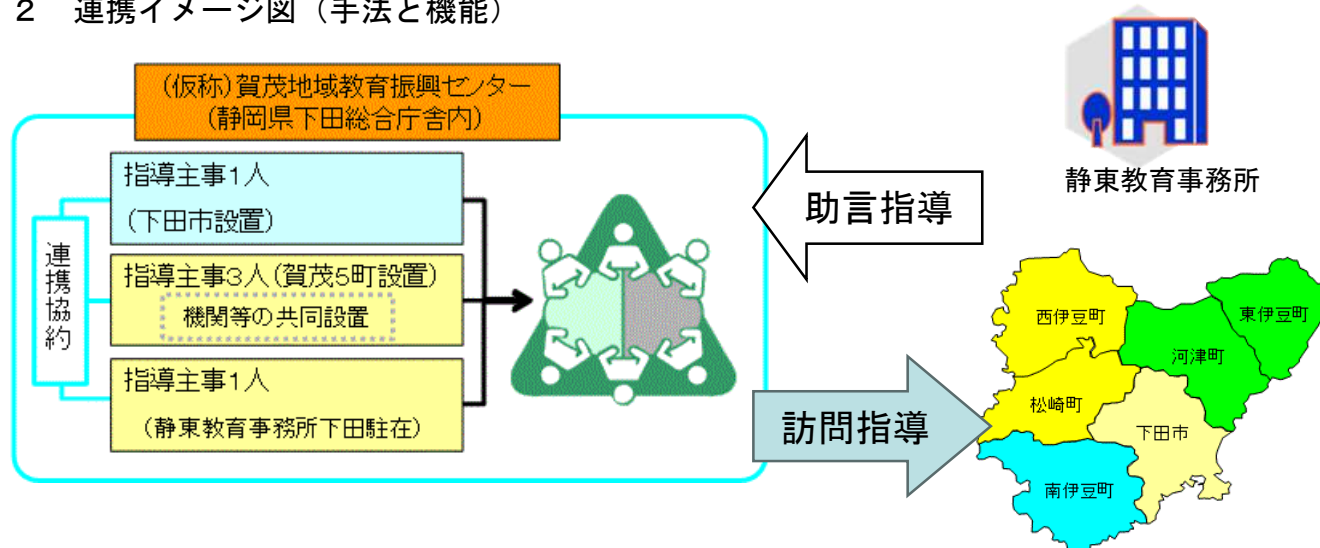 ２　連携イメージ図（手法と機能）
(仮称)賀茂地域教育振興センター
(静岡県下田総合庁舎内)
連携協約
指導主事1人
(下田市設置)
指導主事3人(賀茂5町設置)
機関等の共同設置
指導主事1人
(静東教育事務所下田駐在)
助言指導
静東教育事務所
訪問指導
西伊豆町
東伊豆町
河津町
松崎町
下田市
南伊豆町